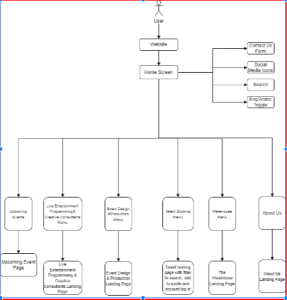 User
Website
Home Screen
Contact Us
Form
Social
Media Icons
Search
Eng/Arabic
Toggle
Upcoming
Events
Live Entertainment
Programming &
Creative Consultants
Menu
Event Design
&Production
Menu
Talent Booking
Menu
Warehouse
Menu
About Us
Upcoming Event
Page
Live
Entertainment
Programming &
Creative
Consultants Landing
Page
Event Design
& Production
Landing Page
Talent landing
page with filter
to search, add
to quote and
accounting in
The
Warehouse
Landing Page
About Us
Landing Page